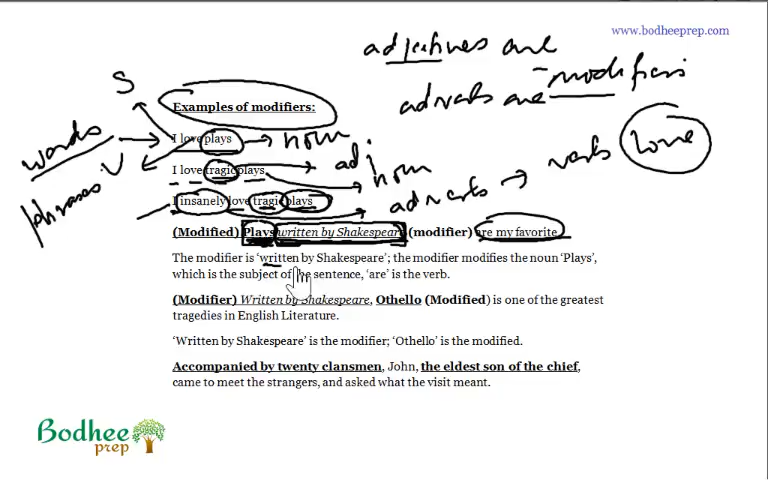 www.bodheeprep.com
adjectives are
modifiers
adverbs are
S
Examples of modifiers:
words
I love plays
noun
love
verbs
adj
I love tragic plays
noun
V
phrases
I insanely love tragic plays
adverbs
(Modified) Plays written by Shakespeare (modifier) are my favorite
The modifier is ‘written by Shakespeare’; the modifier modifies the noun ‘Plays’,
which is the subject of the sentence, ‘are’ is the verb.
(Modifier) Written by Shakespeare, Othello (Modified) is one of the greatest
tragedies in English Literature.
‘Written by Shakespeare’ is the modifier; ‘Othello’ is the modified.
Accompanied by twenty clansmen, John, the eldest son of the chief,
came to meet the strangers, and asked what the visit meant.
Bodhee
prep